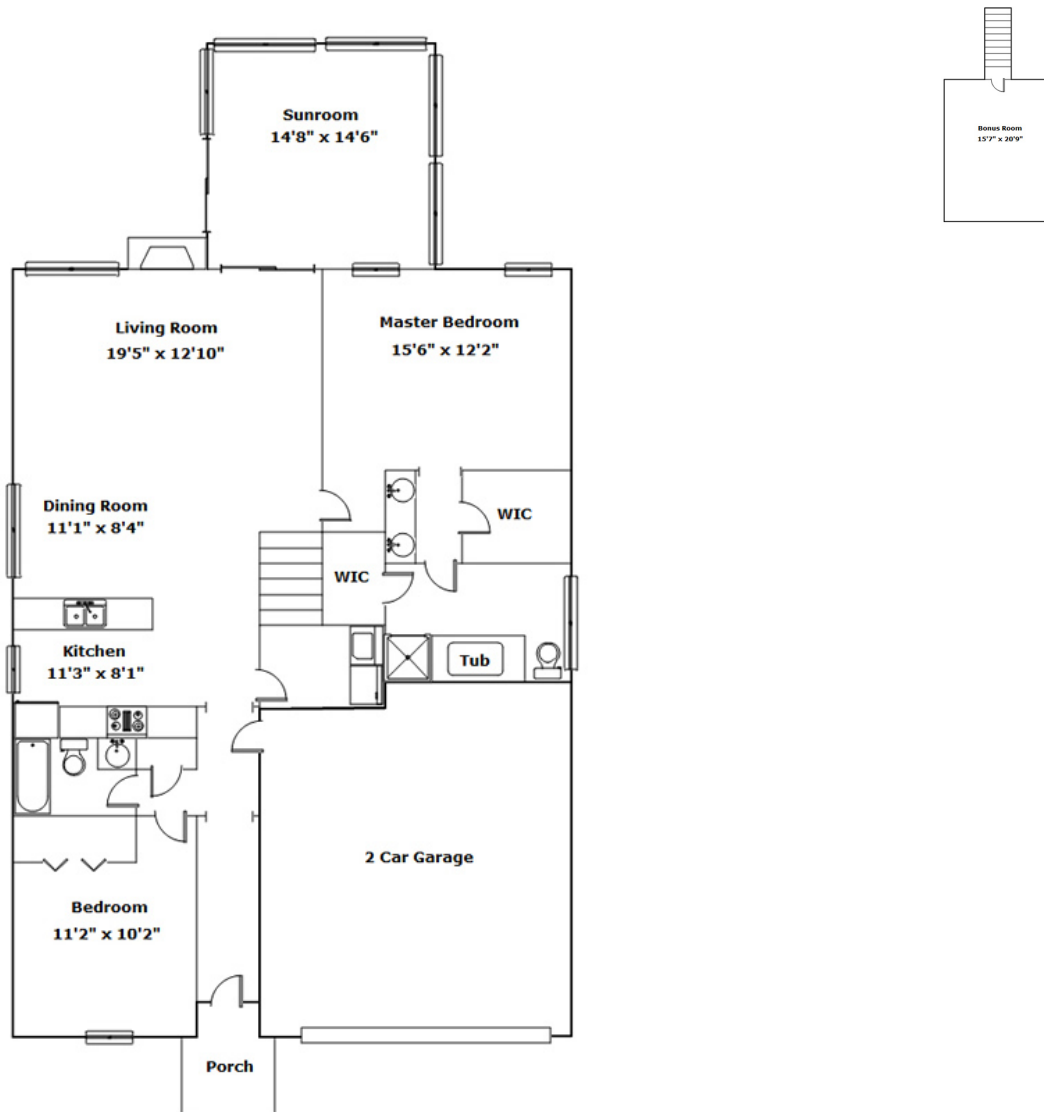 Sunroom
14'8" x 14'6"
Bonus Room
15'7" x 20'9"
Living Room
19'5" x 12'10"
Master Bedroom
15'6" x 12'2"
Dining Room
11'1" x 8'4"
WIC
WIC
Kitchen
11'3" x 8'1"
Tub
2 Car Garage
Bedroom
11'2" x 10'2"
Porch